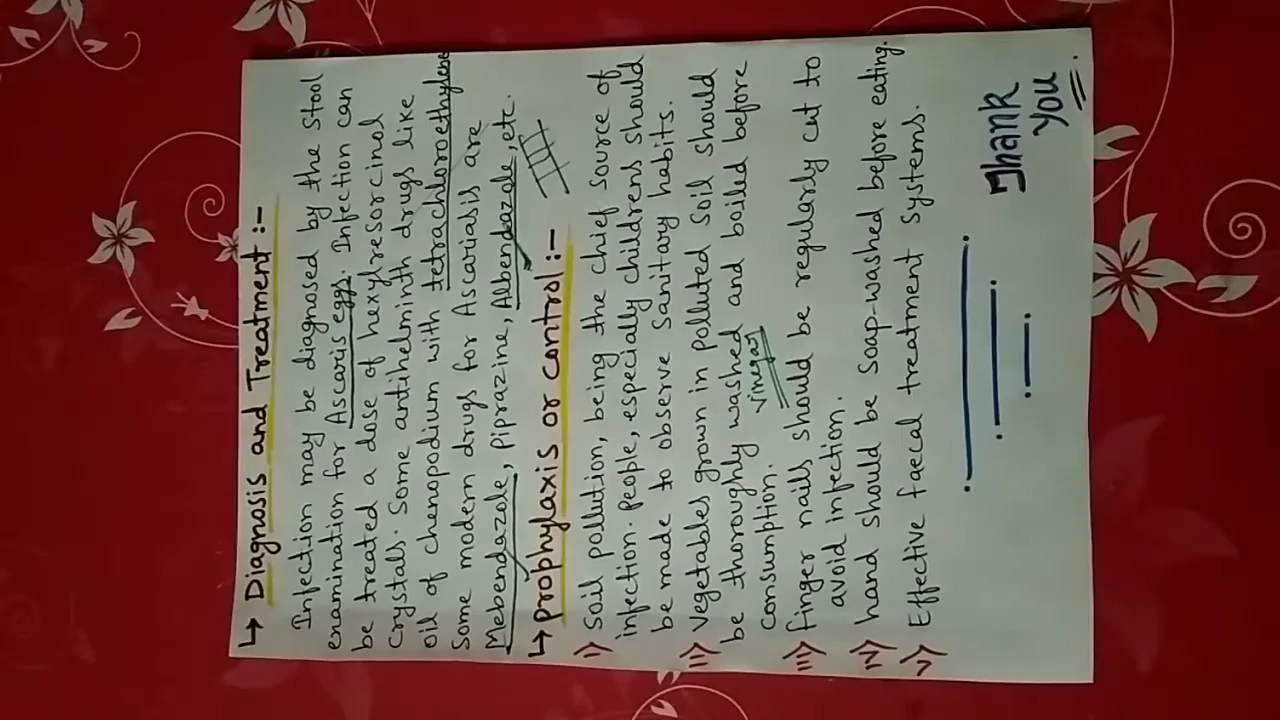 ↳ Diagnosis and Treatment :-
Infection may be diagnosed by the stool
enamination for Ascaris eggs. Infection can
be treated a dose of hexylresorcinal
crystals. Some antihelminth drugs like
oil of chenopodium with tetrachloroethylene
Some modern drugs for Ascariasis are
Mebendazole, Piprazine, Albendazole, etc.
↳ prophylaxis or control :-
I) Soil pollution, being the chief source of
infection. people, especially childrens should
be made to observe sanitary habits.
II) Vegetables grown in polluted soil should
be thoroughly washed and boiled before
vinegar
consumption.
III) finger nails should be regularly cut to
avoid infection.
IV) hand should be soap-washed before eating.
V) Effective faecal treatment systems.
Thank
You